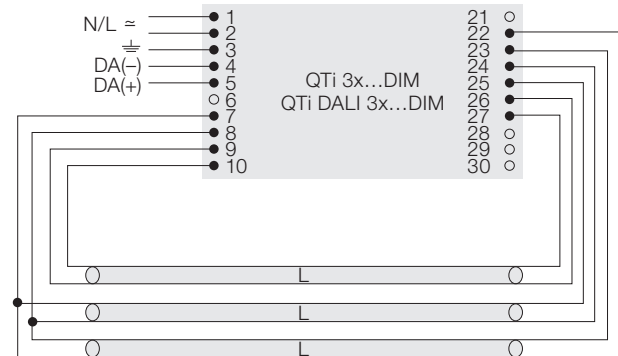 N/L ≃
DA(–)
DA(+)
1
2
3
4
5
6
7
8
9
10
QTi 3x...DIM
QTi DALI 3x...DIM
21
22
23
24
25
26
27
28
29
30
L
L
L